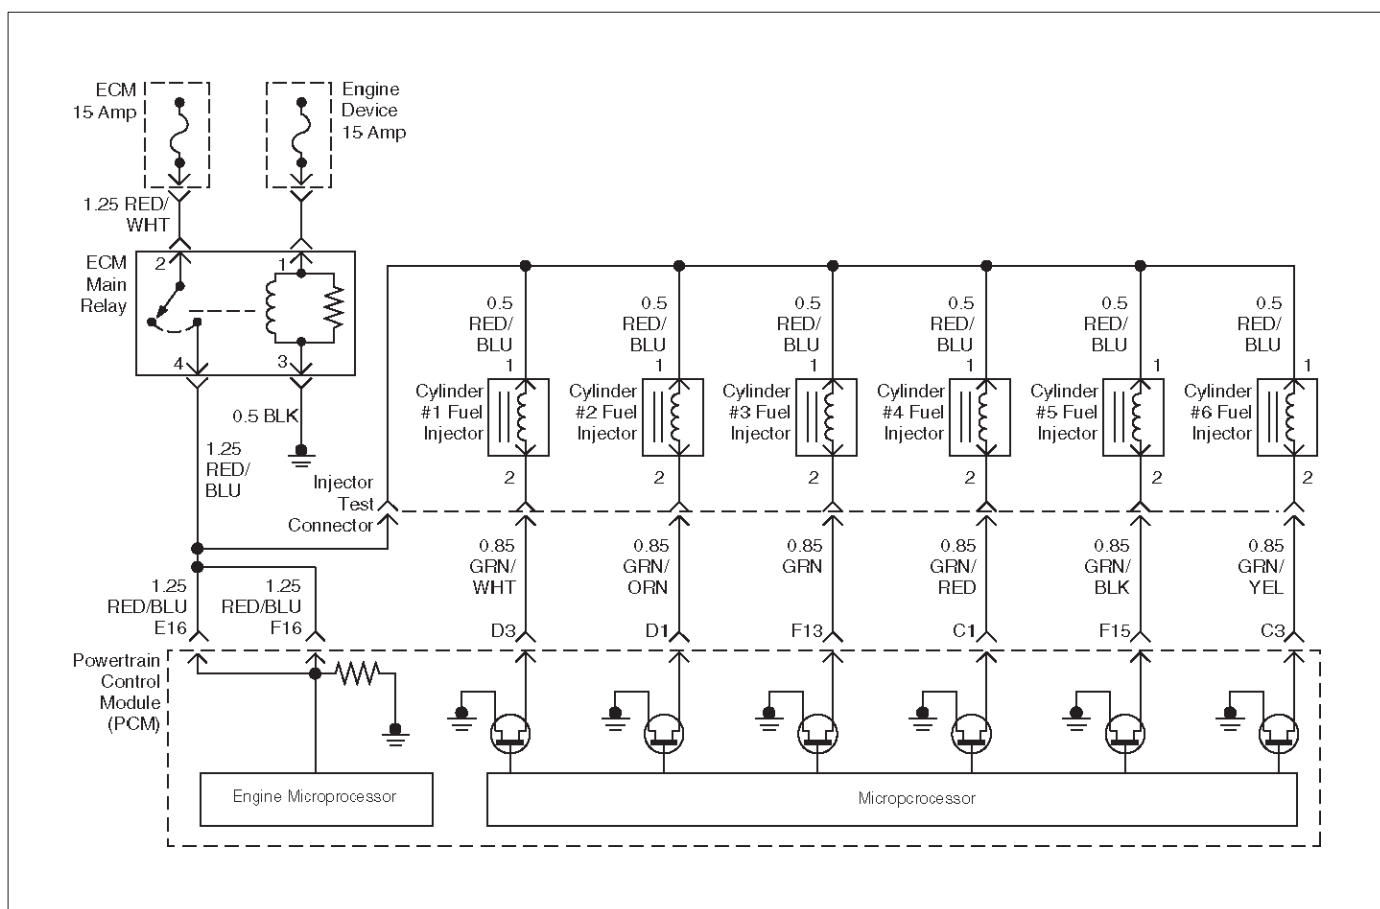 ECM
15 Amp
Engine
Device
15 Amp
1.25 RED/
WHT
ECM
Main
Relay
2
1
4
3
0.5 BLK
1.25
RED/
BLU
Injector
Test
Connector
0.5
RED/
BLU
1
0.5
RED/
BLU
1
0.5
RED/
BLU
1
0.5
RED/
BLU
1
0.5
RED/
BLU
1
0.5
RED/
BLU
1
Cylinder
#1 Fuel
Injector
Cylinder
#2 Fuel
Injector
Cylinder
#3 Fuel
Injector
Cylinder
#4 Fuel
Injector
Cylinder
#5 Fuel
Injector
Cylinder
#6 Fuel
Injector
2
2
2
2
2
2
0.85
GRN/
WHT
0.85
GRN/
ORN
0.85
GRN
0.85
GRN/
RED
0.85
GRN/
BLK
0.85
GRN/
YEL
1.25
RED/BLU
E16
1.25
RED/BLU
F16
D3
D1
F13
C1
F15
C3
Powertrain
Control
Module
(PCM)
Engine Microprocessor
Micropcrocessor